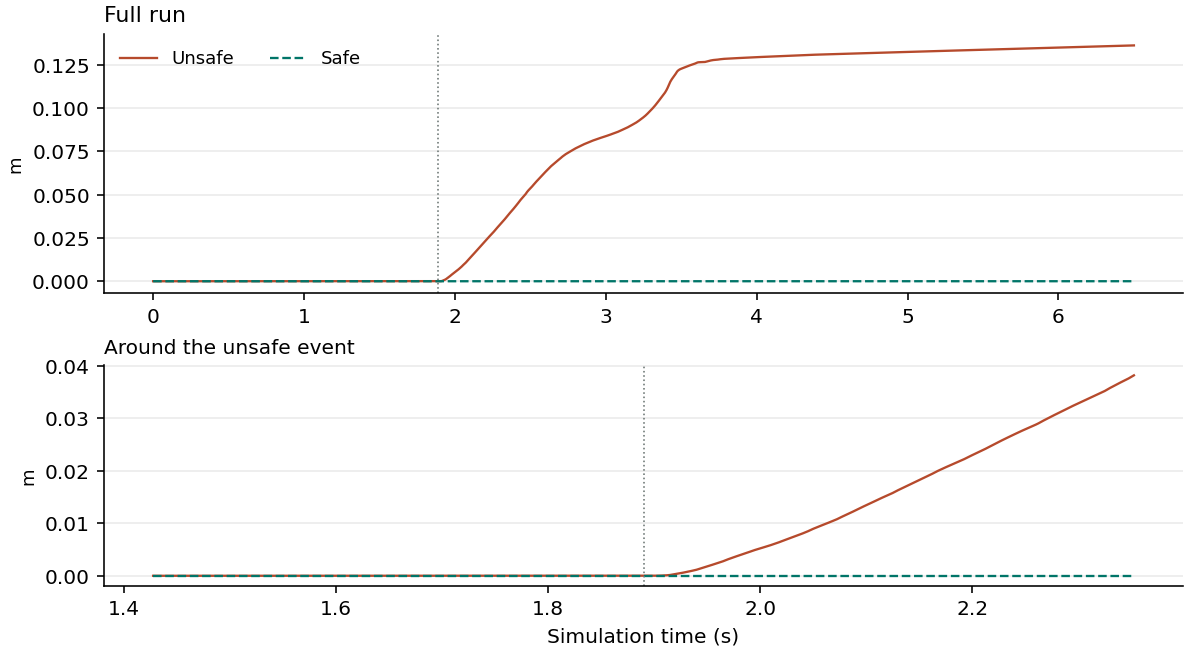 Full run
Unsafe Safe
0.125
0.100
0.075
0.050
0.025
0.000
m
0 1 2 3 4 5 6
Around the unsafe event
0.04
0.03
0.02
0.01
0.00
m
1.4 1.6 1.8 2.0 2.2
Simulation time (s)